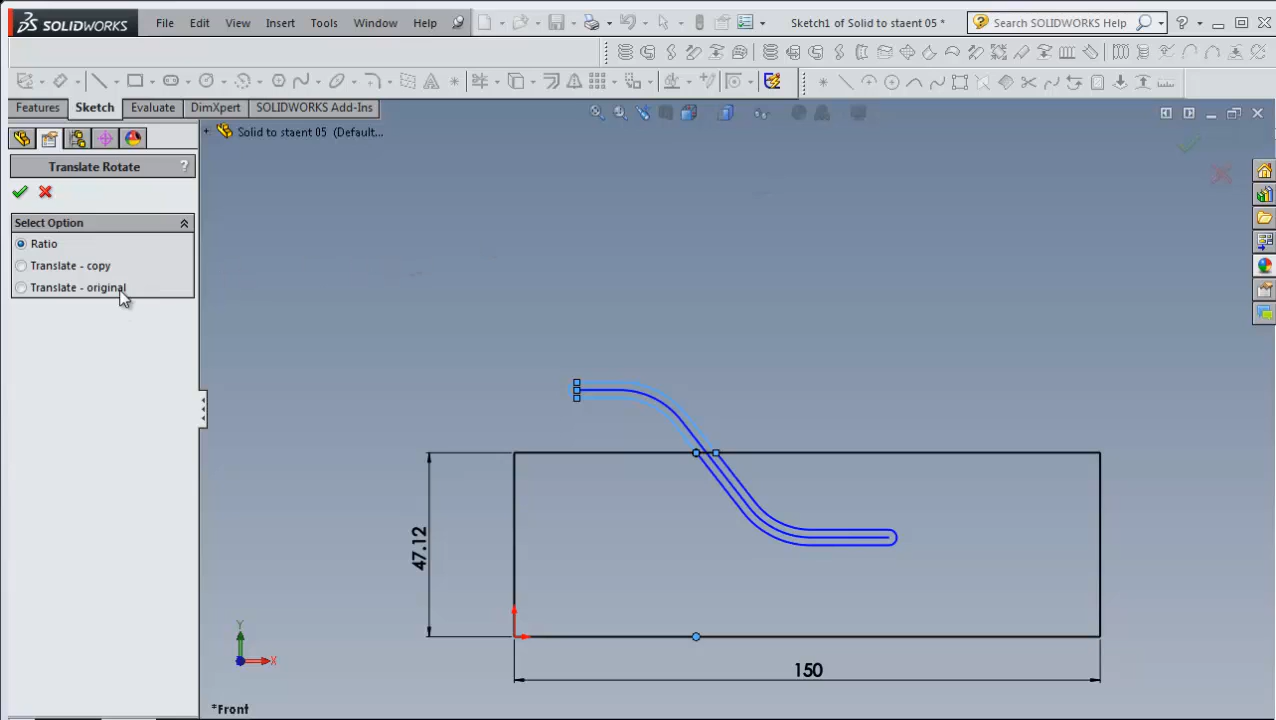 SOLIDWORKS File Edit View Insert Tools Window Help Sketch1 of Solid to staent 05 * Search SOLIDWORKS Help ?
Features Sketch Evaluate DimXpert SOLIDWORKS Add-Ins
+ Solid to staent 05 (Default...
Translate Rotate ?
Select Option
Ratio
Translate - copy
Translate - original
47.12
150
Y
X
*Front